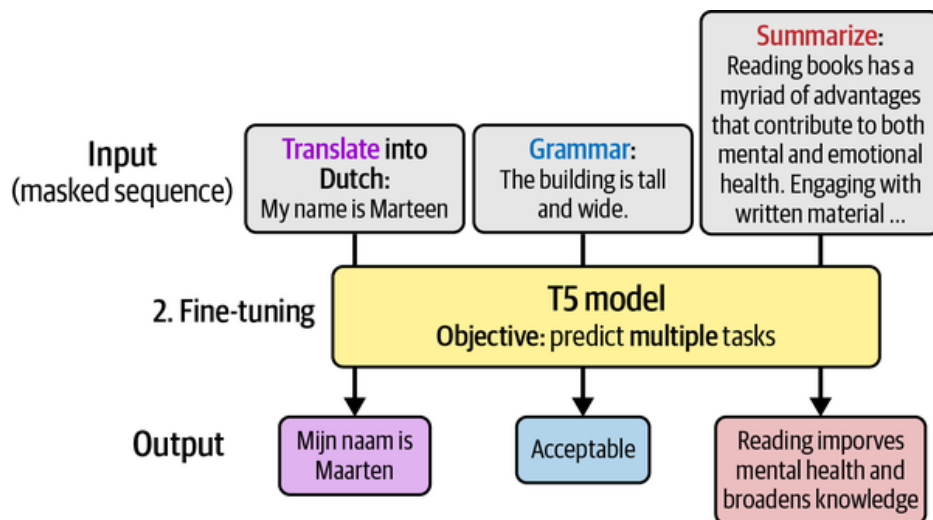 Input
(masked sequence)
Translate into
Dutch:
My name is Marteen
Grammar:
The building is tall
and wide.
Summarize:
Reading books has a
myriad of advantages
that contribute to both
mental and emotional
health. Engaging with
written material ...
2. Fine-tuning
T5 model
Objective: predict multiple tasks
Output
Mijn naam is
Maarten
Acceptable
Reading imporves
mental health and
broadens knowledge